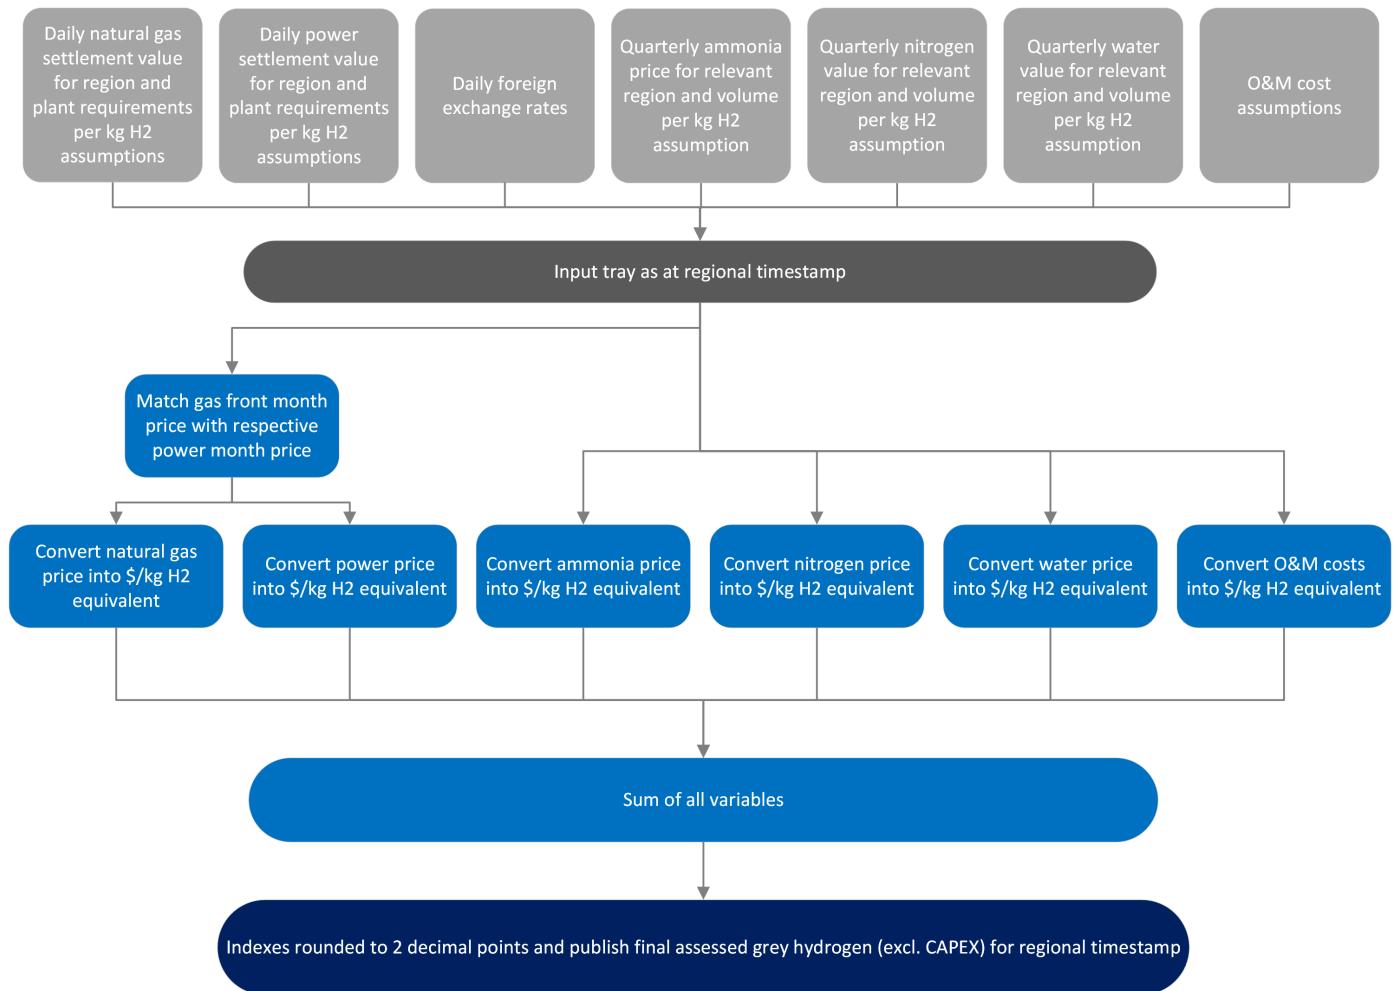 Daily natural gas
settlement value
for region and
plant requirements
per kg H2
assumptions
Daily power
settlement value
for region and
plant requirements
per kg H2
assumptions
Daily foreign
exchange rates
Quarterly ammonia
price for relevant
region and volume
per kg H2
assumption
Quarterly nitrogen
value for relevant
region and volume
per kg H2
assumption
Quarterly water
value for relevant
region and volume
per kg H2
assumption
O&M cost
assumptions
Input tray as at regional timestamp
Match gas front month
price with respective
power month price
Convert natural gas
price into $/kg H2
equivalent
Convert power price
into $/kg H2 equivalent
Convert ammonia price
into $/kg H2 equivalent
Convert nitrogen price
into $/kg H2 equivalent
Convert water price
into $/kg H2 equivalent
Convert O&M costs
into $/kg H2 equivalent
Sum of all variables
Indexes rounded to 2 decimal points and publish final assessed grey hydrogen (excl. CAPEX) for regional timestamp